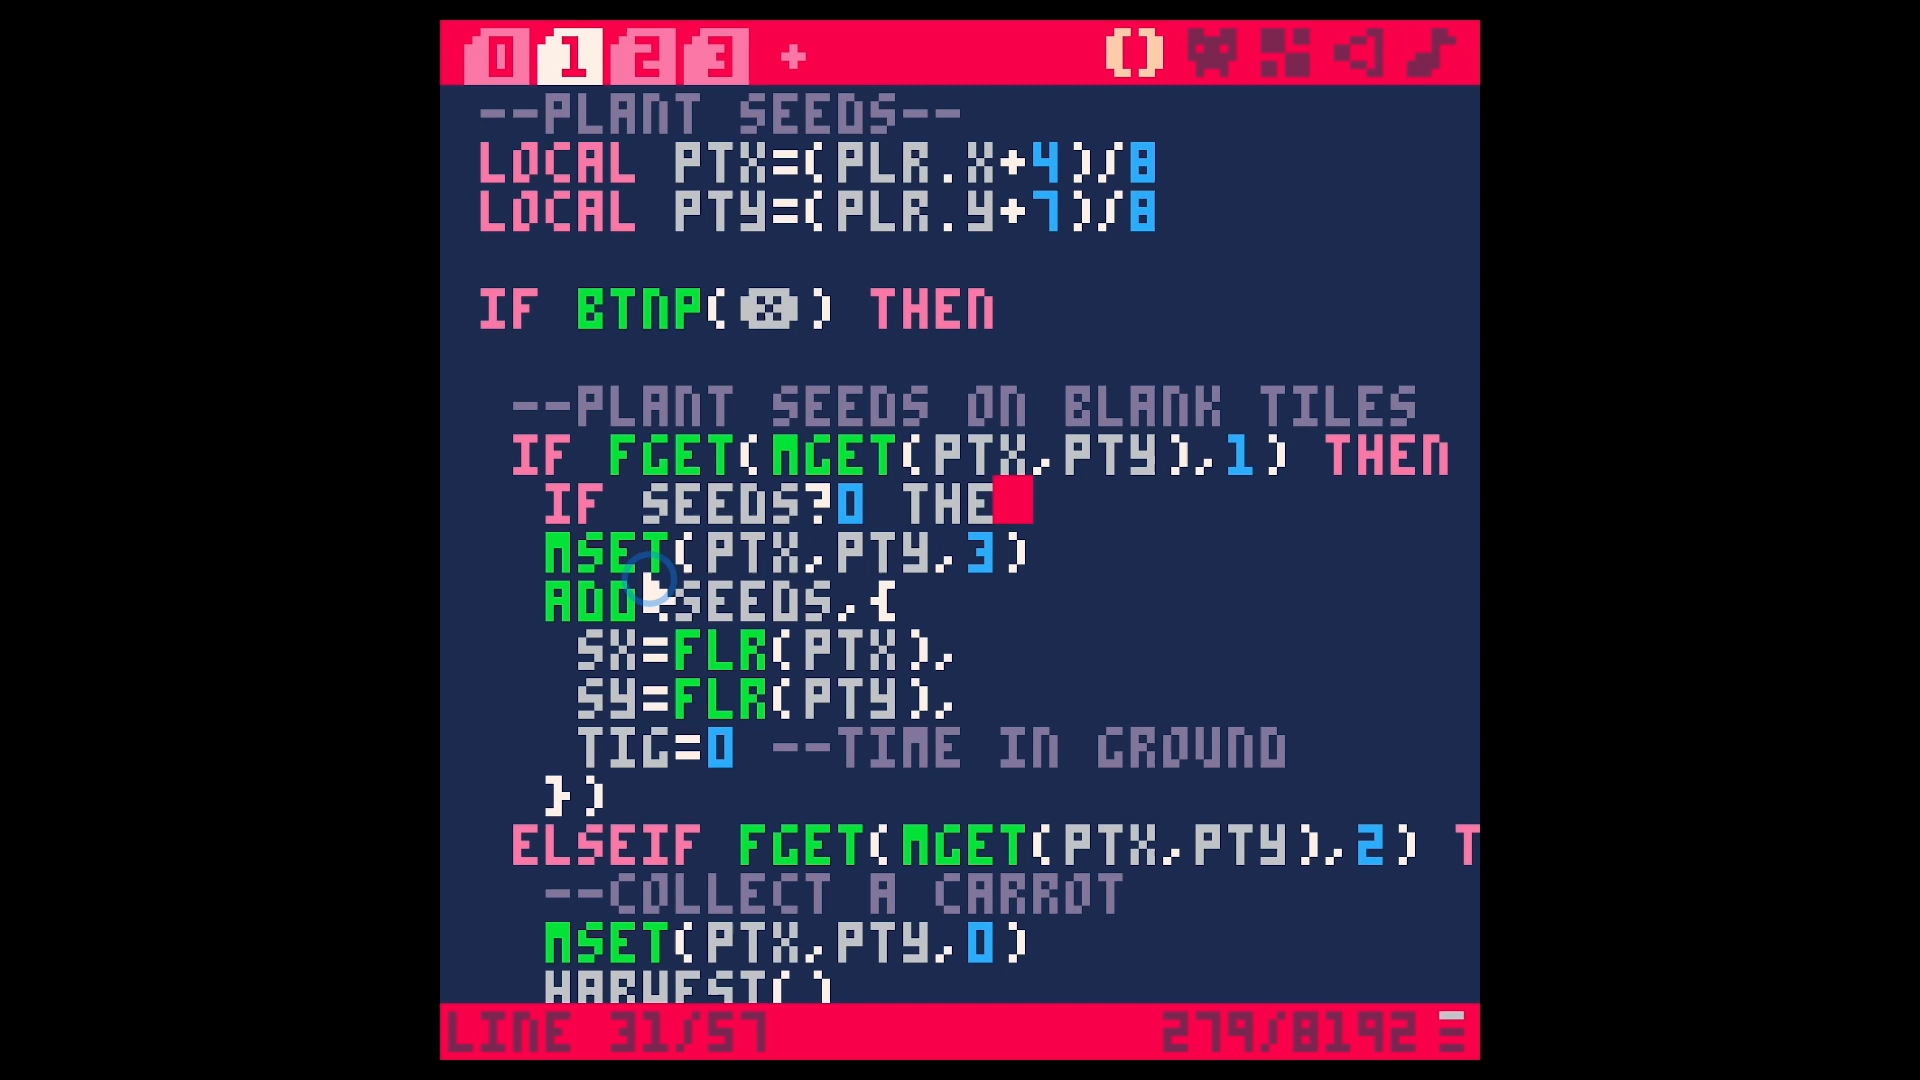 0 1 2 3 +
--PLANT SEEDS--
LOCAL PTX=(PLR.X+4)/8
LOCAL PTY=(PLR.Y+7)/8
IF BTNP(❎) THEN
--PLANT SEEDS ON BLANK TILES
IF FGET(MGET(PTX,PTY),1) THEN
IF SEEDS?0 THE
MSET(PTX,PTY,3)
ADD(SEEDS,{
SX=FLR(PTX),
SY=FLR(PTY),
TIG=0 --TIME IN GROUND
})
ELSEIF FGET(MGET(PTX,PTY),2) T
--COLLECT A CARROT
MSET(PTX,PTY,0)
HARVEST()
LINE 31/57 279/8192